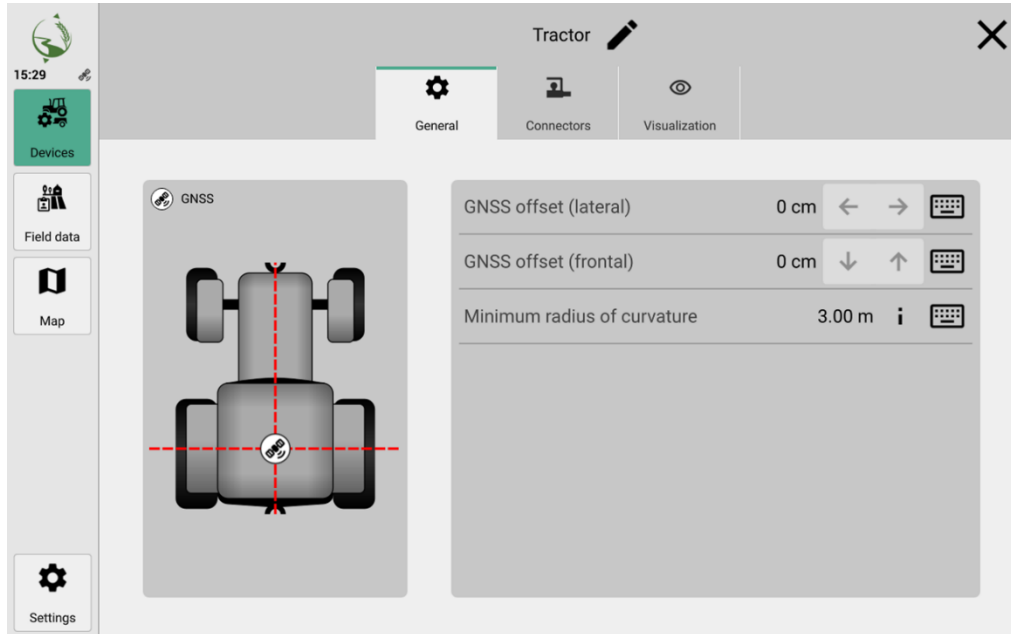 Tractor
15:29
General
Connectors
Visualization
Devices
Field data
Map
Settings
GNSS
GNSS offset (lateral) 0 cm
GNSS offset (frontal) 0 cm
Minimum radius of curvature 3.00 m i